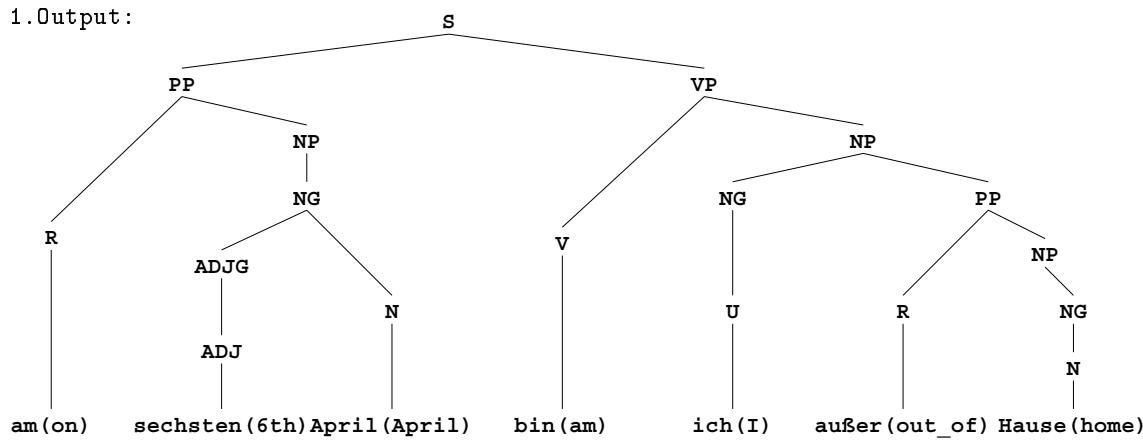 1.Output:
S
PP VP
NP NP
NG NG PP
R V NP
ADJG
N U R NG
ADJ
N
am(on) sechsten(6th) April(April) bin(am) ich(I) außer(out_of) Hause(home)